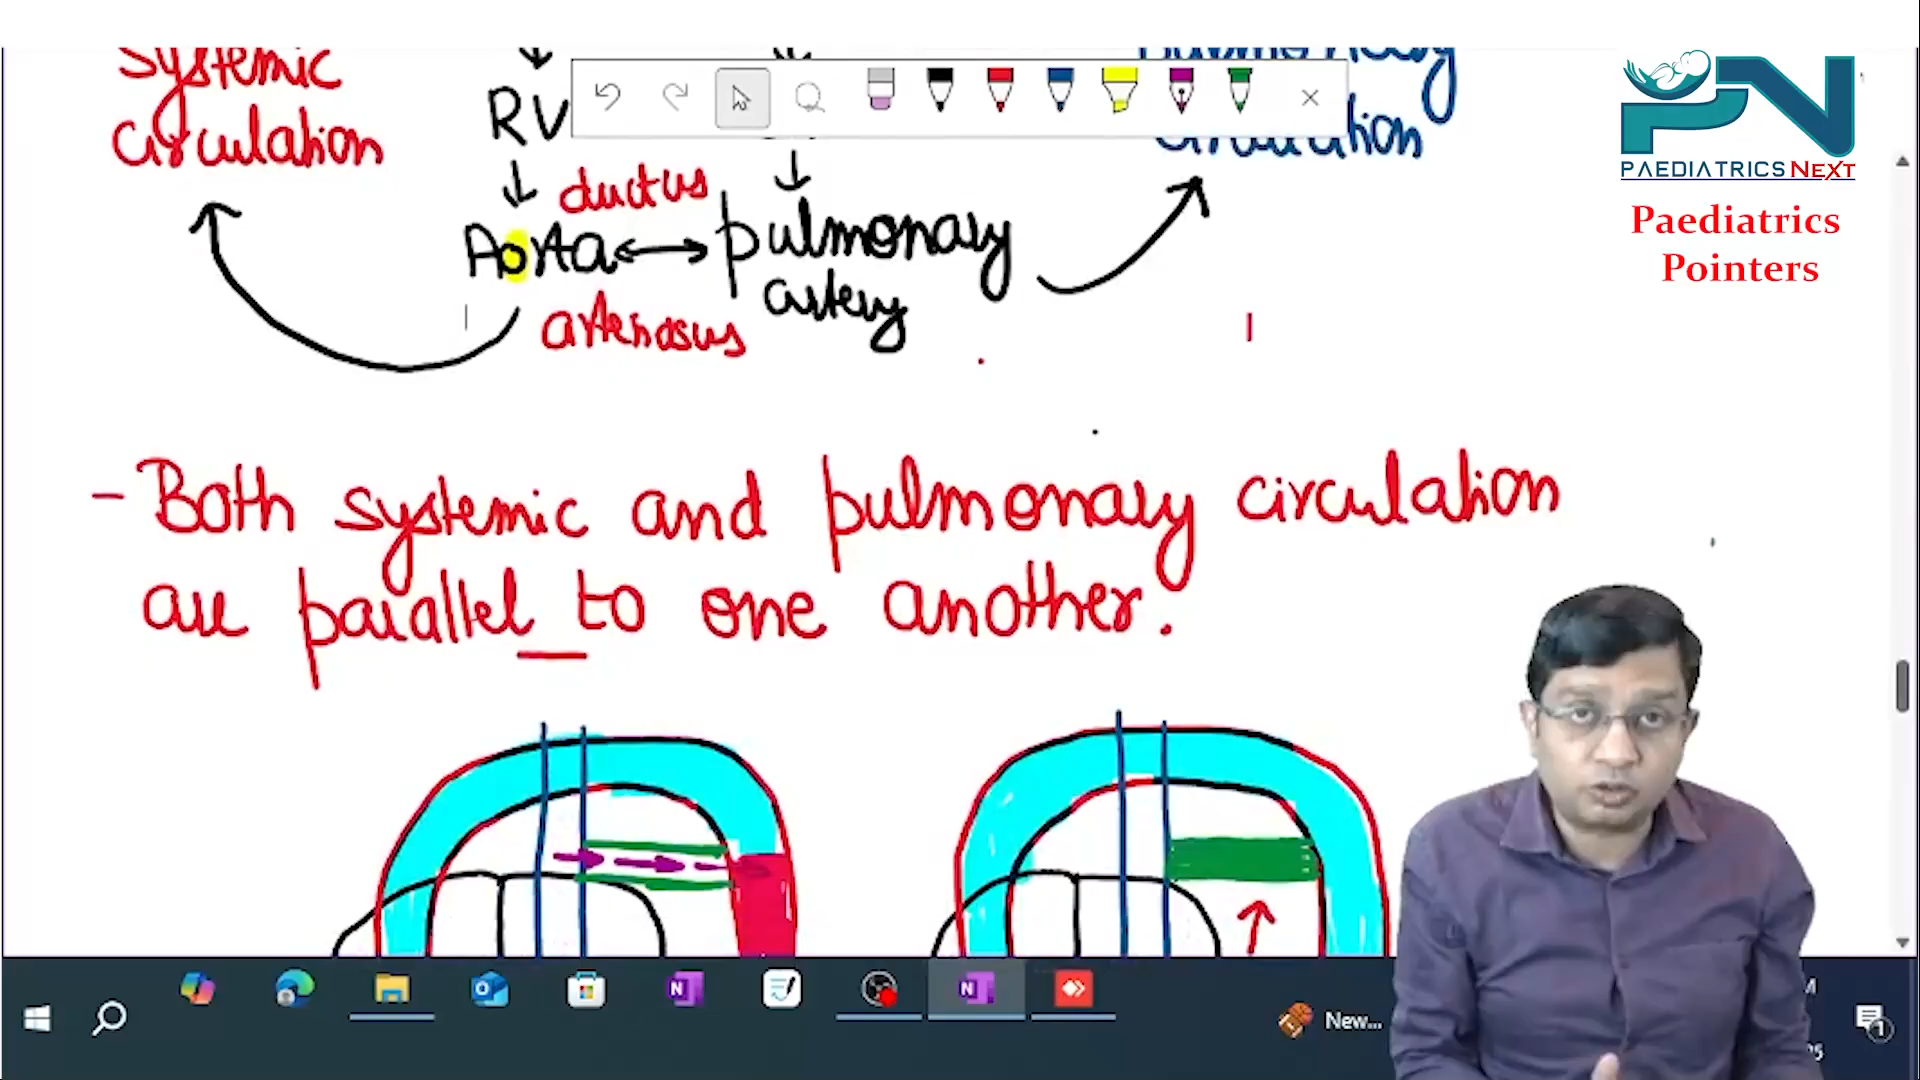 systemic
circulation
RV
ductus
Aorta
pulmonary
artery
arteriosus
PN
PAEDIATRICS NEXT
Paediatrics
Pointers
- Both systemic and pulmonary circulation
are parallel to one another.
New...